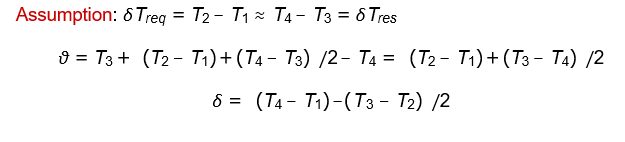 Assumption: δTreq = T2 − T1 ≈ T4 − T3 = δTres
ϑ = T3 + (T2 − T1) + (T4 − T3) /2 − T4 = (T2 − T1) + (T3 − T4) /2
δ = (T4 − T1) − (T3 − T2) /2